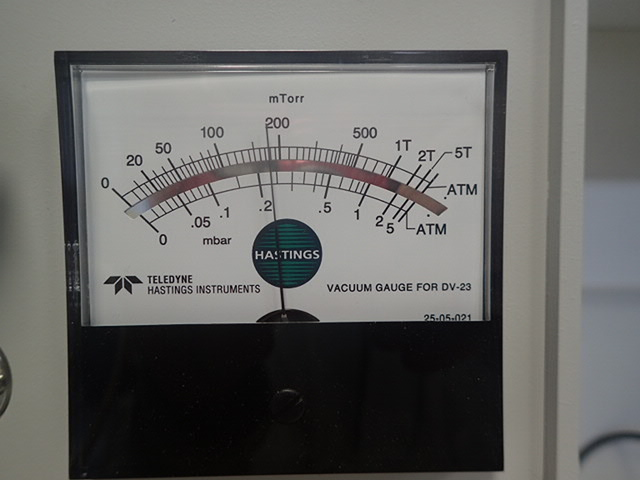 mTorr
0 20 50 100 200 500 1T 2T 5T ATM
0 .05 .1 .2 .5 1 2 5 ATM
mbar
HASTINGS
TELEDYNE
HASTINGS INSTRUMENTS
VACUUM GAUGE FOR DV-23
25-05-021